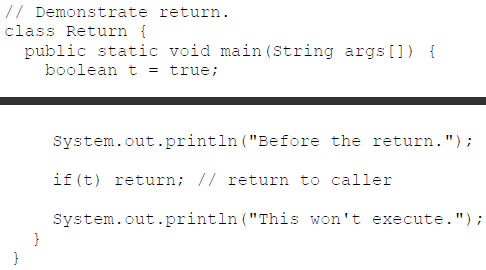 // Demonstrate return.
class Return {
  public static void main(String args[]) {
    boolean t = true;
    System.out.println("Before the return.");
    if(t) return; // return to caller
    System.out.println("This won't execute.");
  }
}